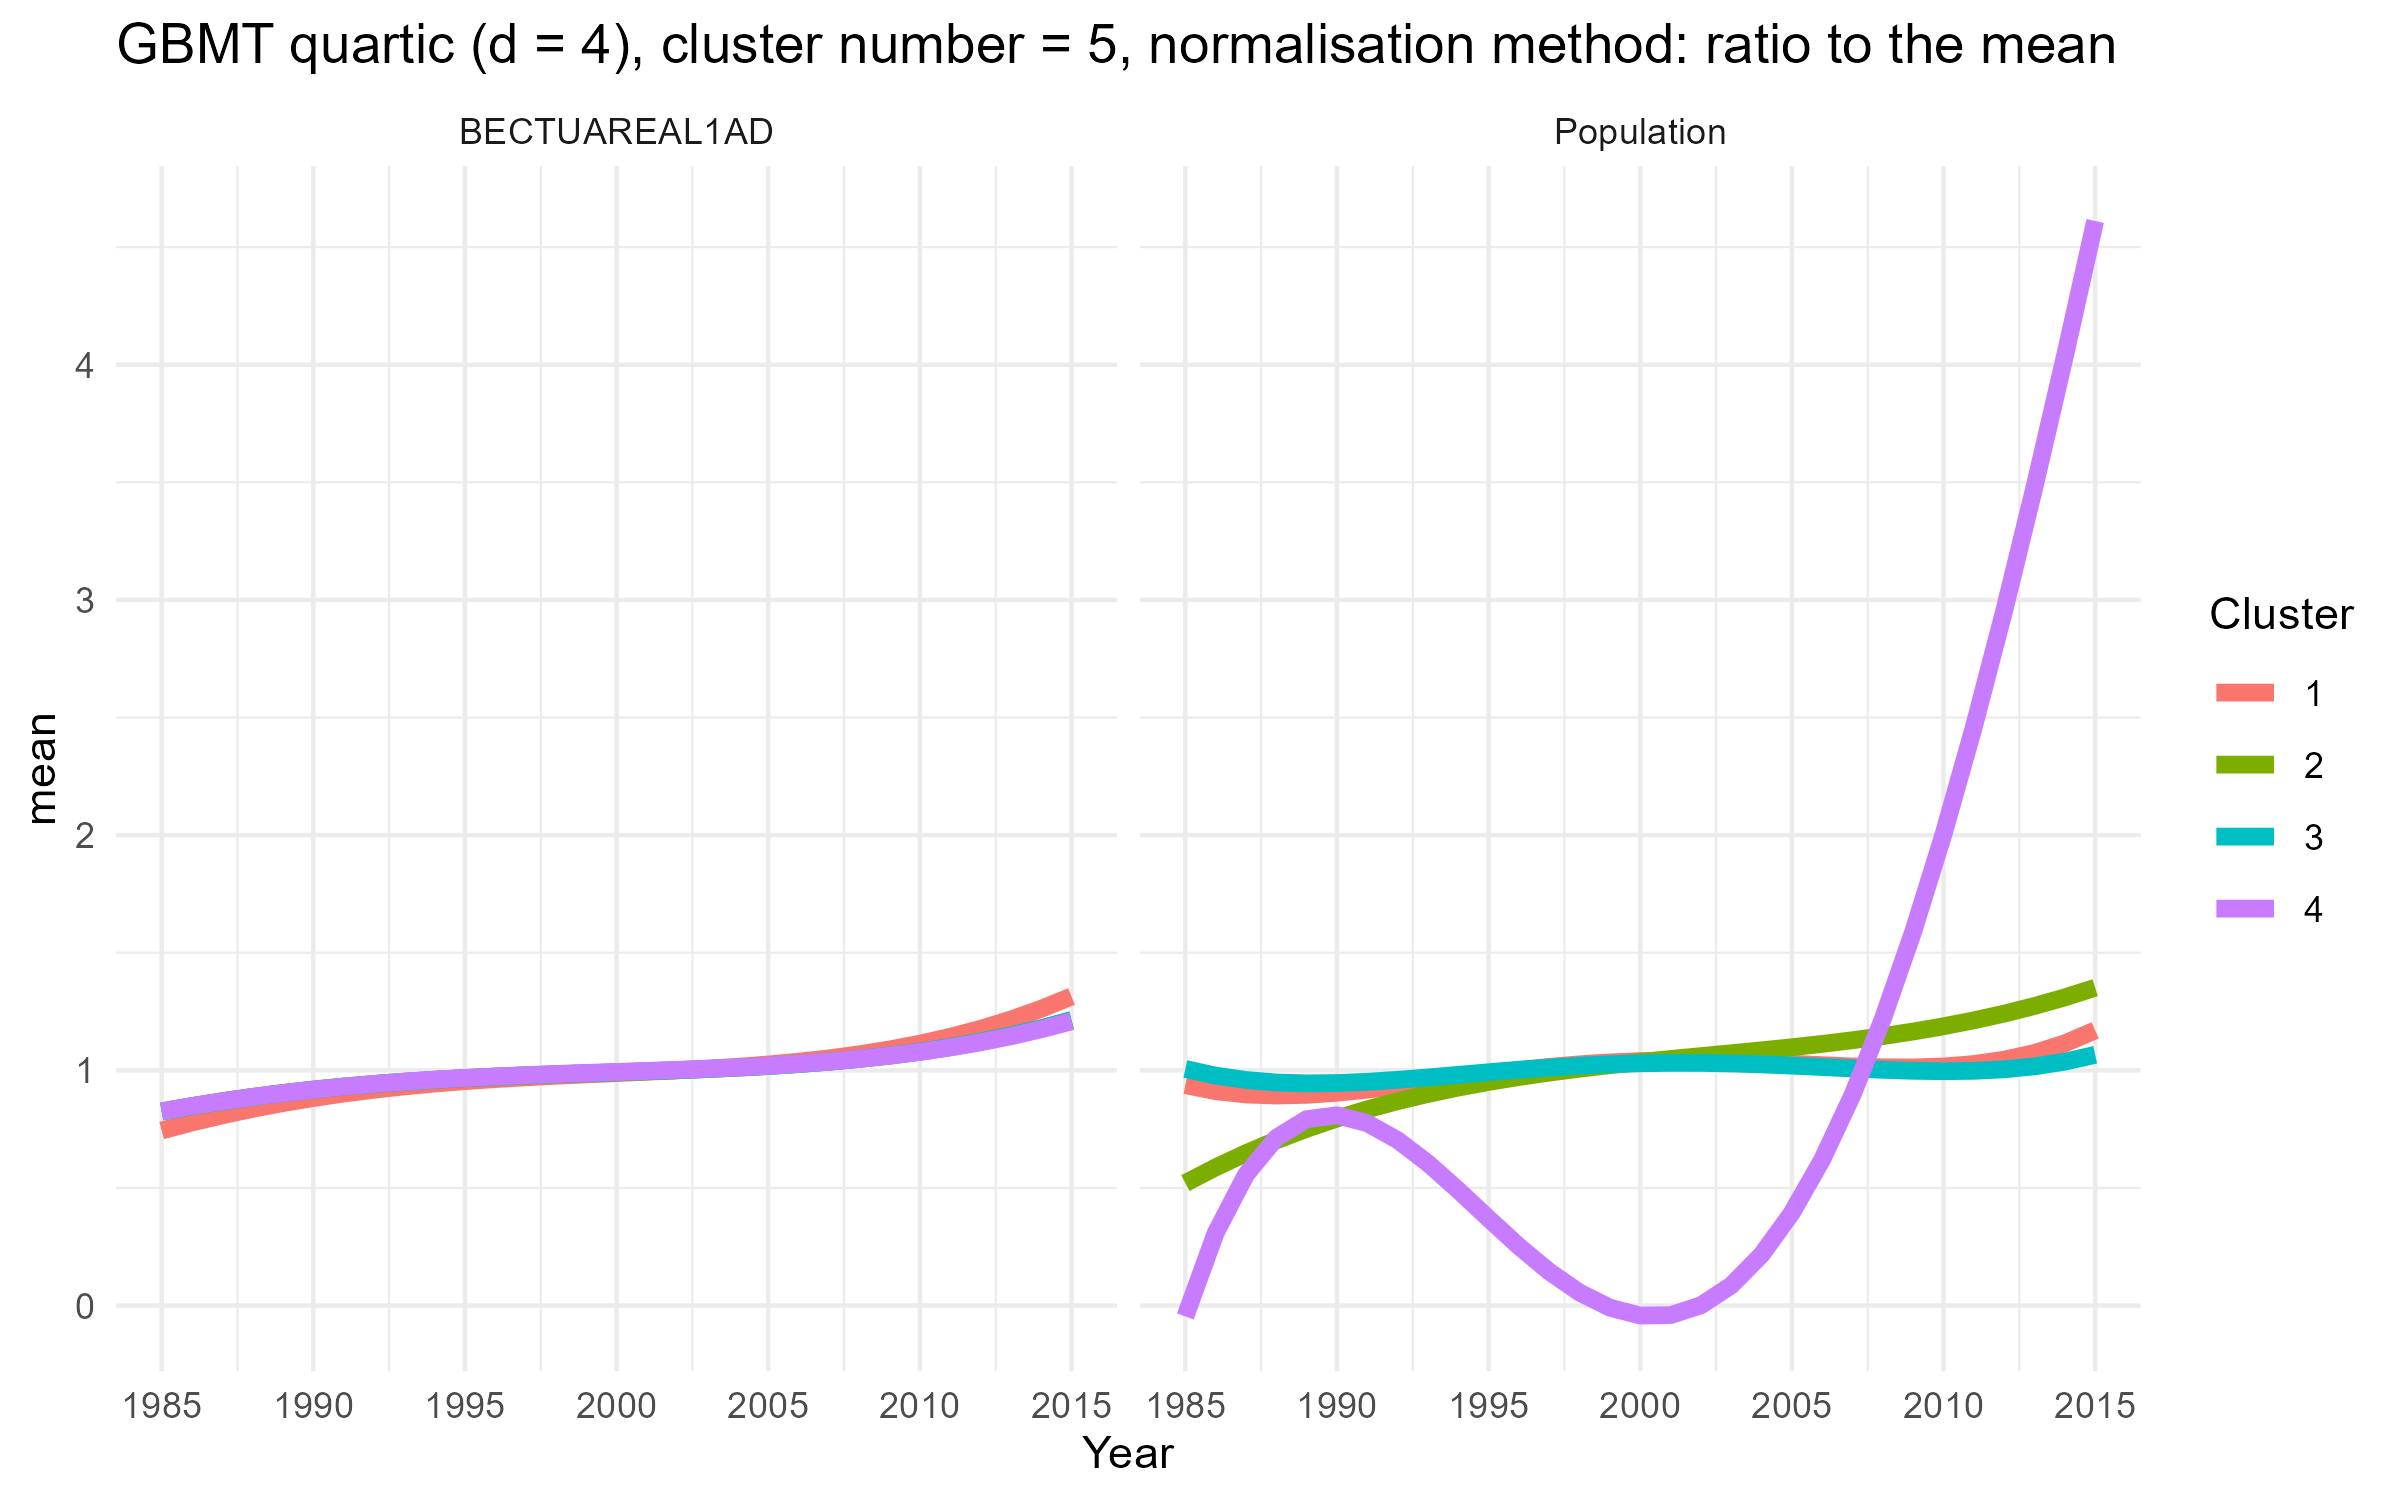 GBMT quartic (d = 4), cluster number = 5, normalisation method: ratio to the mean
BECTUAREAL1AD
Population
4
3
2
1
0
mean
1985 1990 1995 2000 2005 2010 2015
1985 1990 1995 2000 2005 2010 2015
Year
Cluster
1
2
3
4